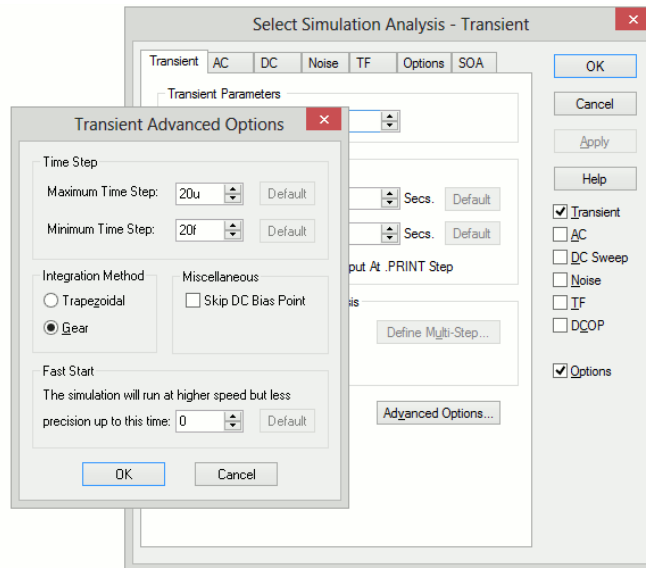 Select Simulation Analysis - Transient
Transient AC DC Noise TF Options SOA
Transient Parameters
OK
Cancel
Apply
Help
Secs. Default
Secs. Default
At .PRINT Step
Define Multi-Step...
Advanced Options...
Transient
AC
DC Sweep
Noise
TF
DCOP
Options
Transient Advanced Options
Time Step
Maximum Time Step: 20u Default
Minimum Time Step: 20f Default
Integration Method
Trapezoidal
Gear
Miscellaneous
Skip DC Bias Point
Fast Start
The simulation will run at higher speed but less
precision up to this time: 0 Default
OK Cancel